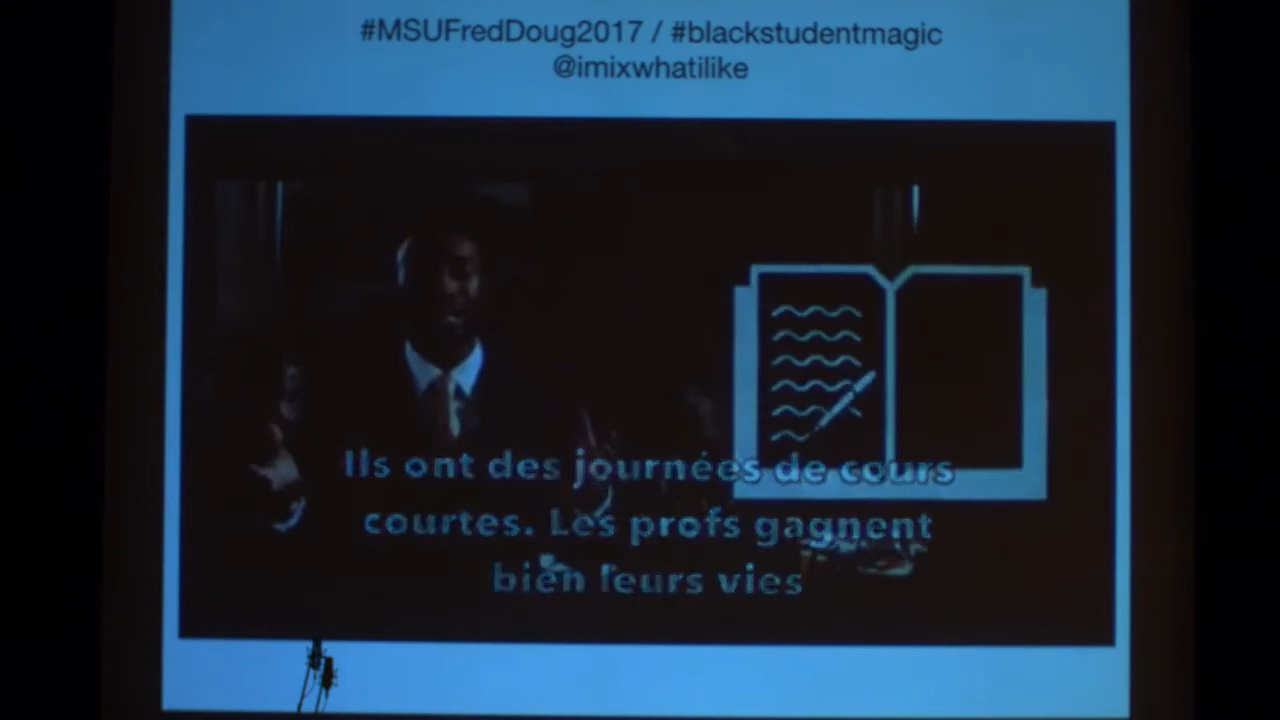 #MSUFredDoug2017 / #blackstudentmagic
@imixwhatilike
Ils ont des journées de cours
courtes. Les profs gagnent
bien leurs vies